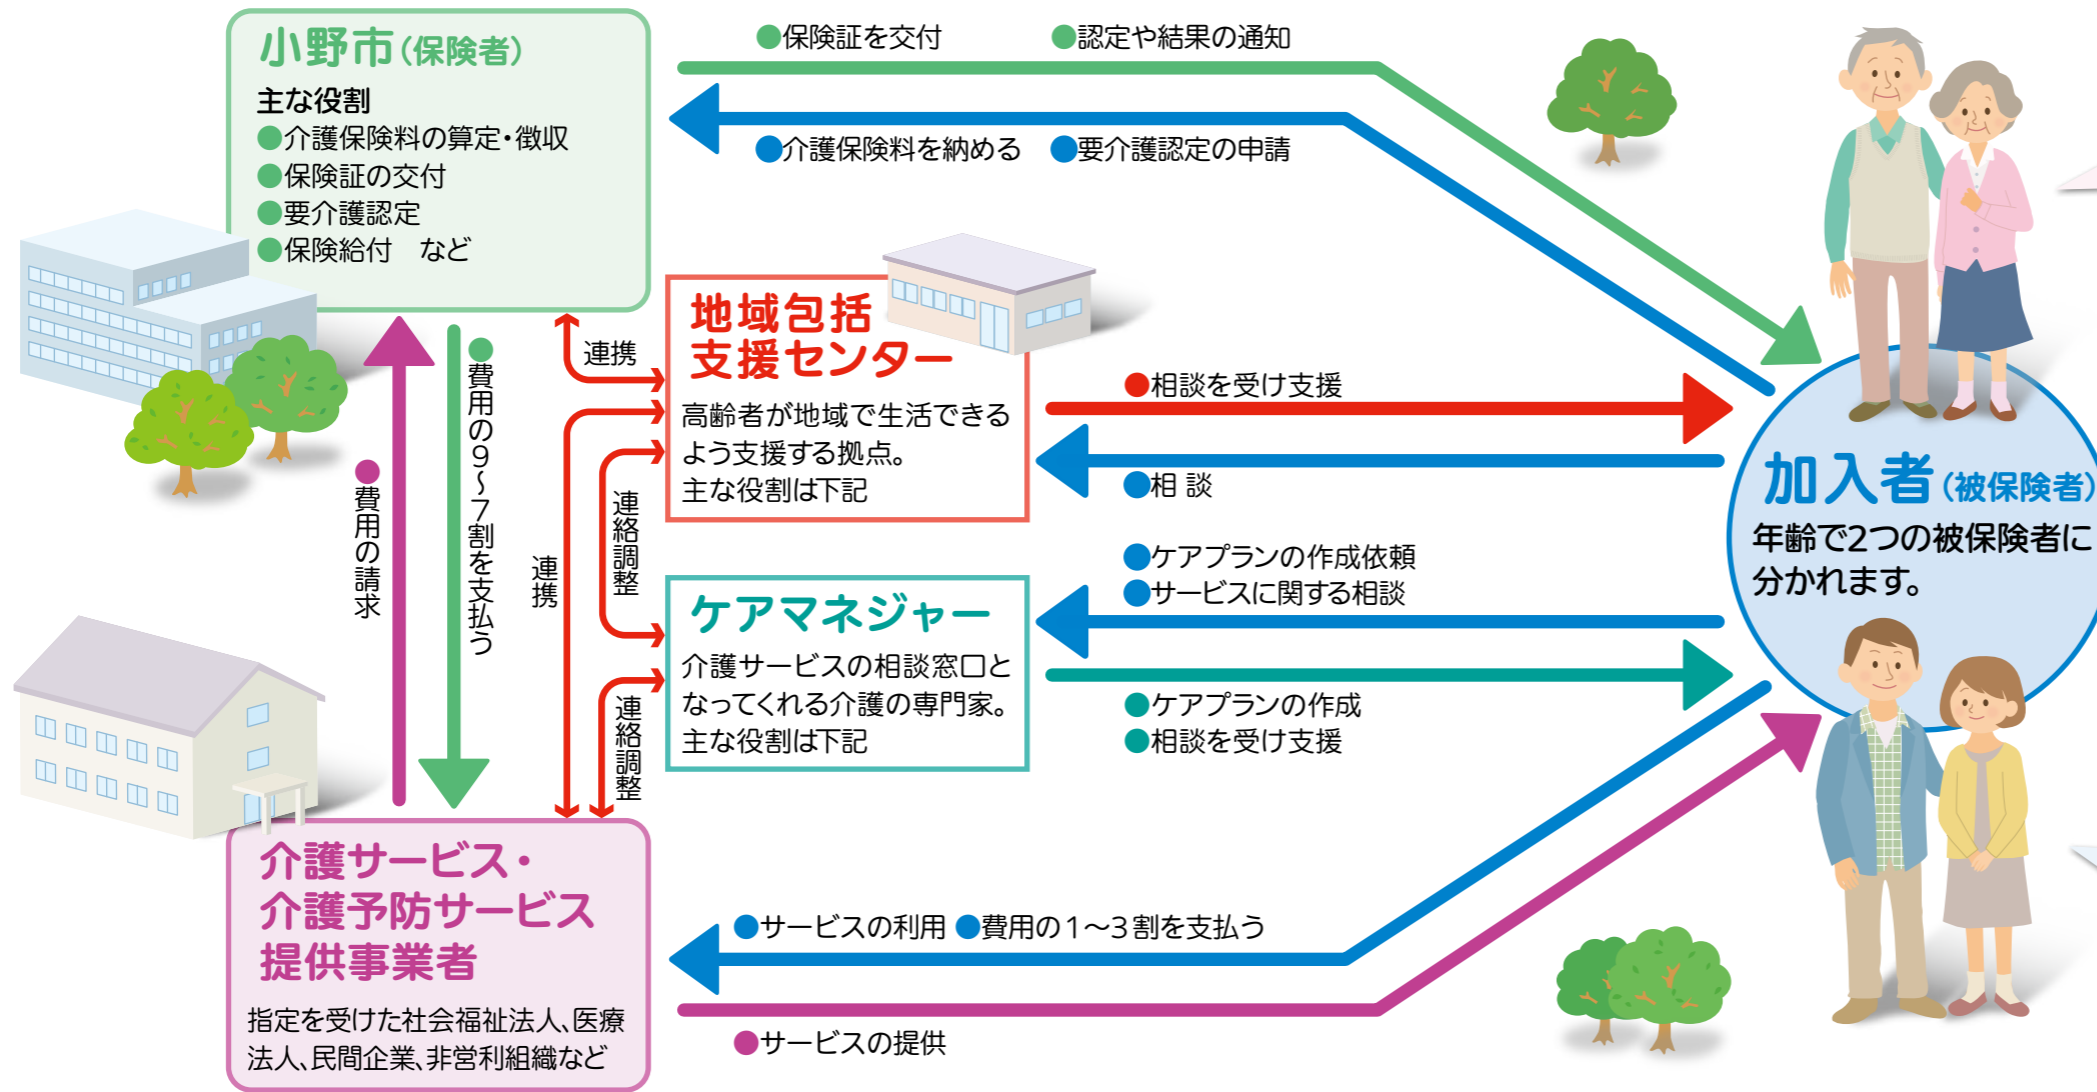 小野市(保険者)
主な役割
●介護保険料の算定・徴収
●保険証の交付
●要介護認定
●保険給付　など
●保険証を交付
●認定や結果の通知
●介護保険料を納める
●要介護認定の申請
地域包括
支援センター
高齢者が地域で生活できる
よう支援する拠点。
主な役割は下記
連携
●費用の9〜7割を支払う
●費用の請求
連携
連絡調整
●相談を受け支援
●相 談
加入者(被保険者)
年齢で2つの被保険者に
分かれます。
ケアマネジャー
介護サービスの相談窓口と
なってくれる介護の専門家。
主な役割は下記
連絡調整
●ケアプランの作成依頼
●サービスに関する相談
●ケアプランの作成
●相談を受け支援
介護サービス・
介護予防サービス
提供事業者
指定を受けた社会福祉法人、医療
法人、民間企業、非営利組織など
●サービスの利用 ●費用の1〜3割を支払う
●サービスの提供